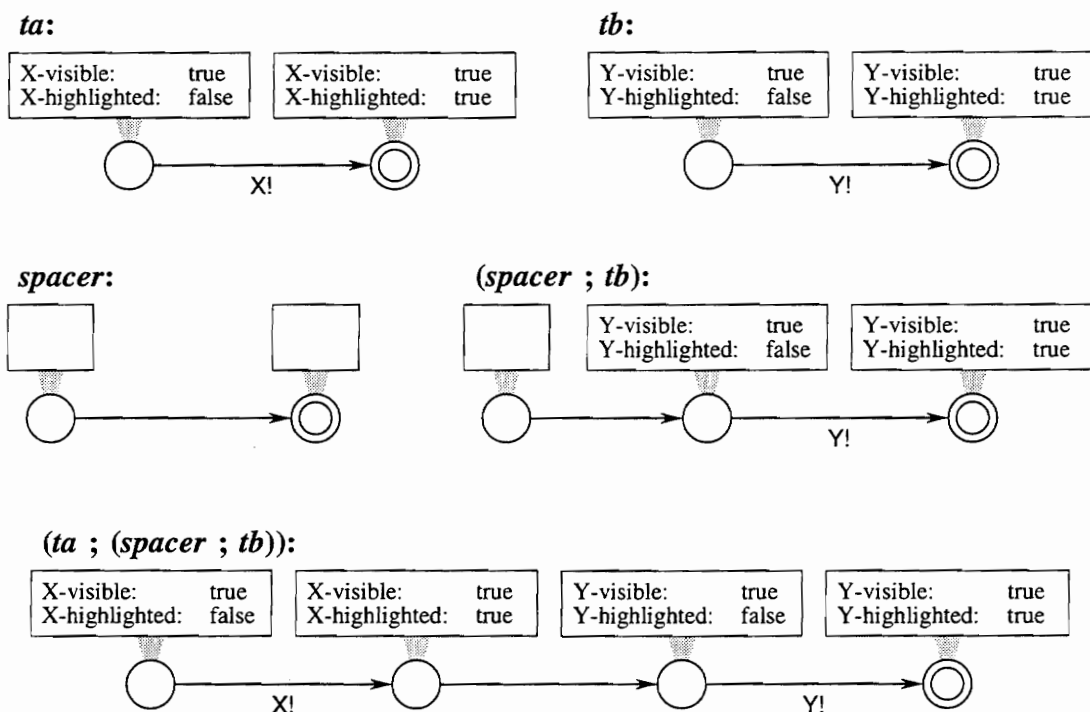 ta:
X-visible: true
X-highlighted: false
X-visible: true
X-highlighted: true
X!
tb:
Y-visible: true
Y-highlighted: false
Y-visible: true
Y-highlighted: true
Y!
spacer:
(spacer ; tb):
Y-visible: true
Y-highlighted: false
Y-visible: true
Y-highlighted: true
Y!
(ta ; (spacer ; tb)):
X-visible: true
X-highlighted: false
X-visible: true
X-highlighted: true
Y-visible: true
Y-highlighted: false
Y-visible: true
Y-highlighted: true
X!
Y!